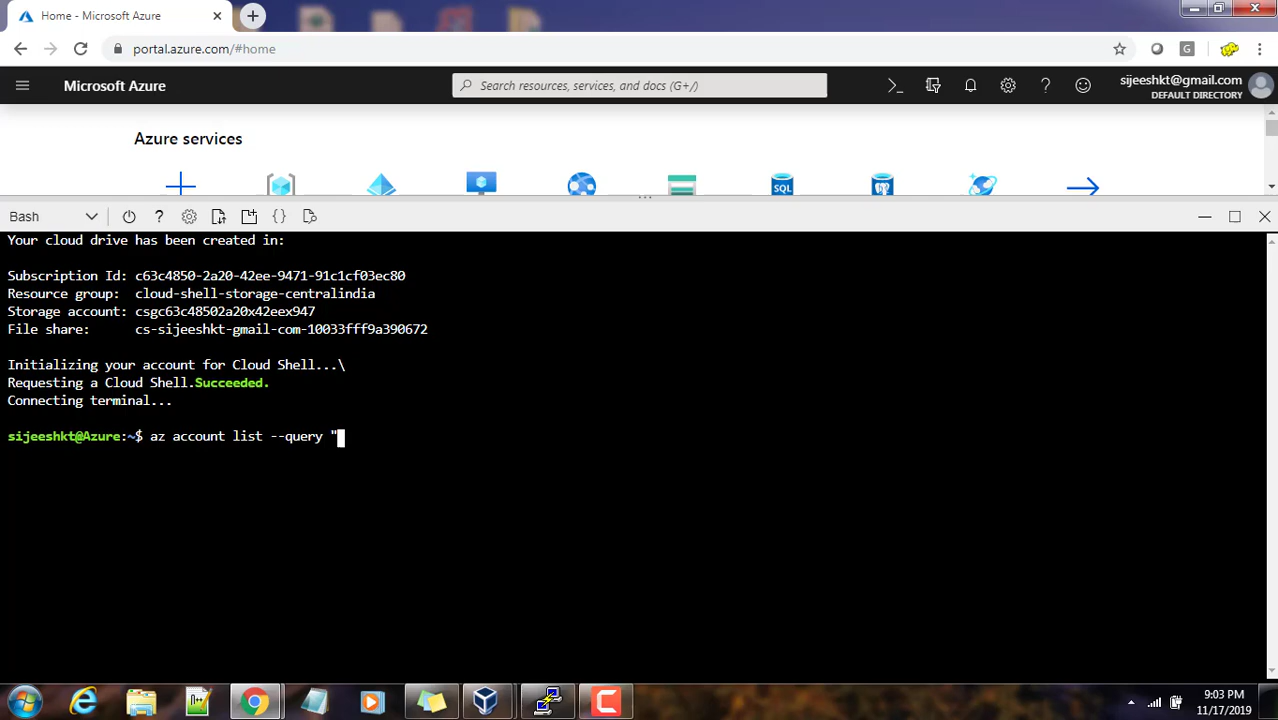 Home - Microsoft Azure
portal.azure.com/#home
G
Microsoft Azure
Search resources, services, and docs (G+/)
sijeeshkt@gmail.com
DEFAULT DIRECTORY
Azure services
SQL
Bash
Your cloud drive has been created in:
Subscription Id: c63c4850-2a20-42ee-9471-91c1cf03ec80
Resource group: cloud-shell-storage-centralindia
Storage account: csgc63c48502a20x42eex947
File share: cs-sijeeshkt-gmail-com-10033fff9a390672
Initializing your account for Cloud Shell...\
Requesting a Cloud Shell.Succeeded.
Connecting terminal...
sijeeshkt@Azure:~$ az account list --query "
9:03 PM
11/17/2019